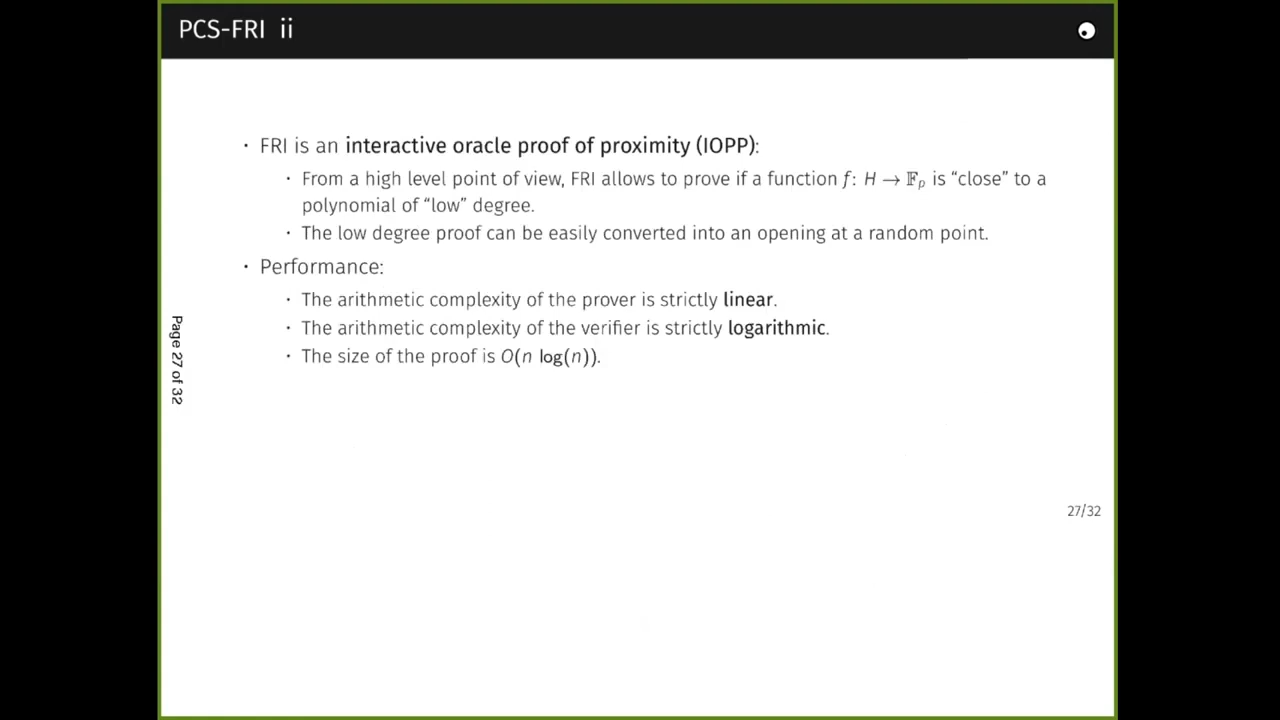 PCS-FRI ii
· FRI is an interactive oracle proof of proximity (IOPP):
· From a high level point of view, FRI allows to prove if a function f: H → 𝔽ₚ is “close” to a
polynomial of “low” degree.
· The low degree proof can be easily converted into an opening at a random point.
· Performance:
· The arithmetic complexity of the prover is strictly linear.
· The arithmetic complexity of the verifier is strictly logarithmic.
· The size of the proof is O(n log(n)).
Page 27 of 32
27/32